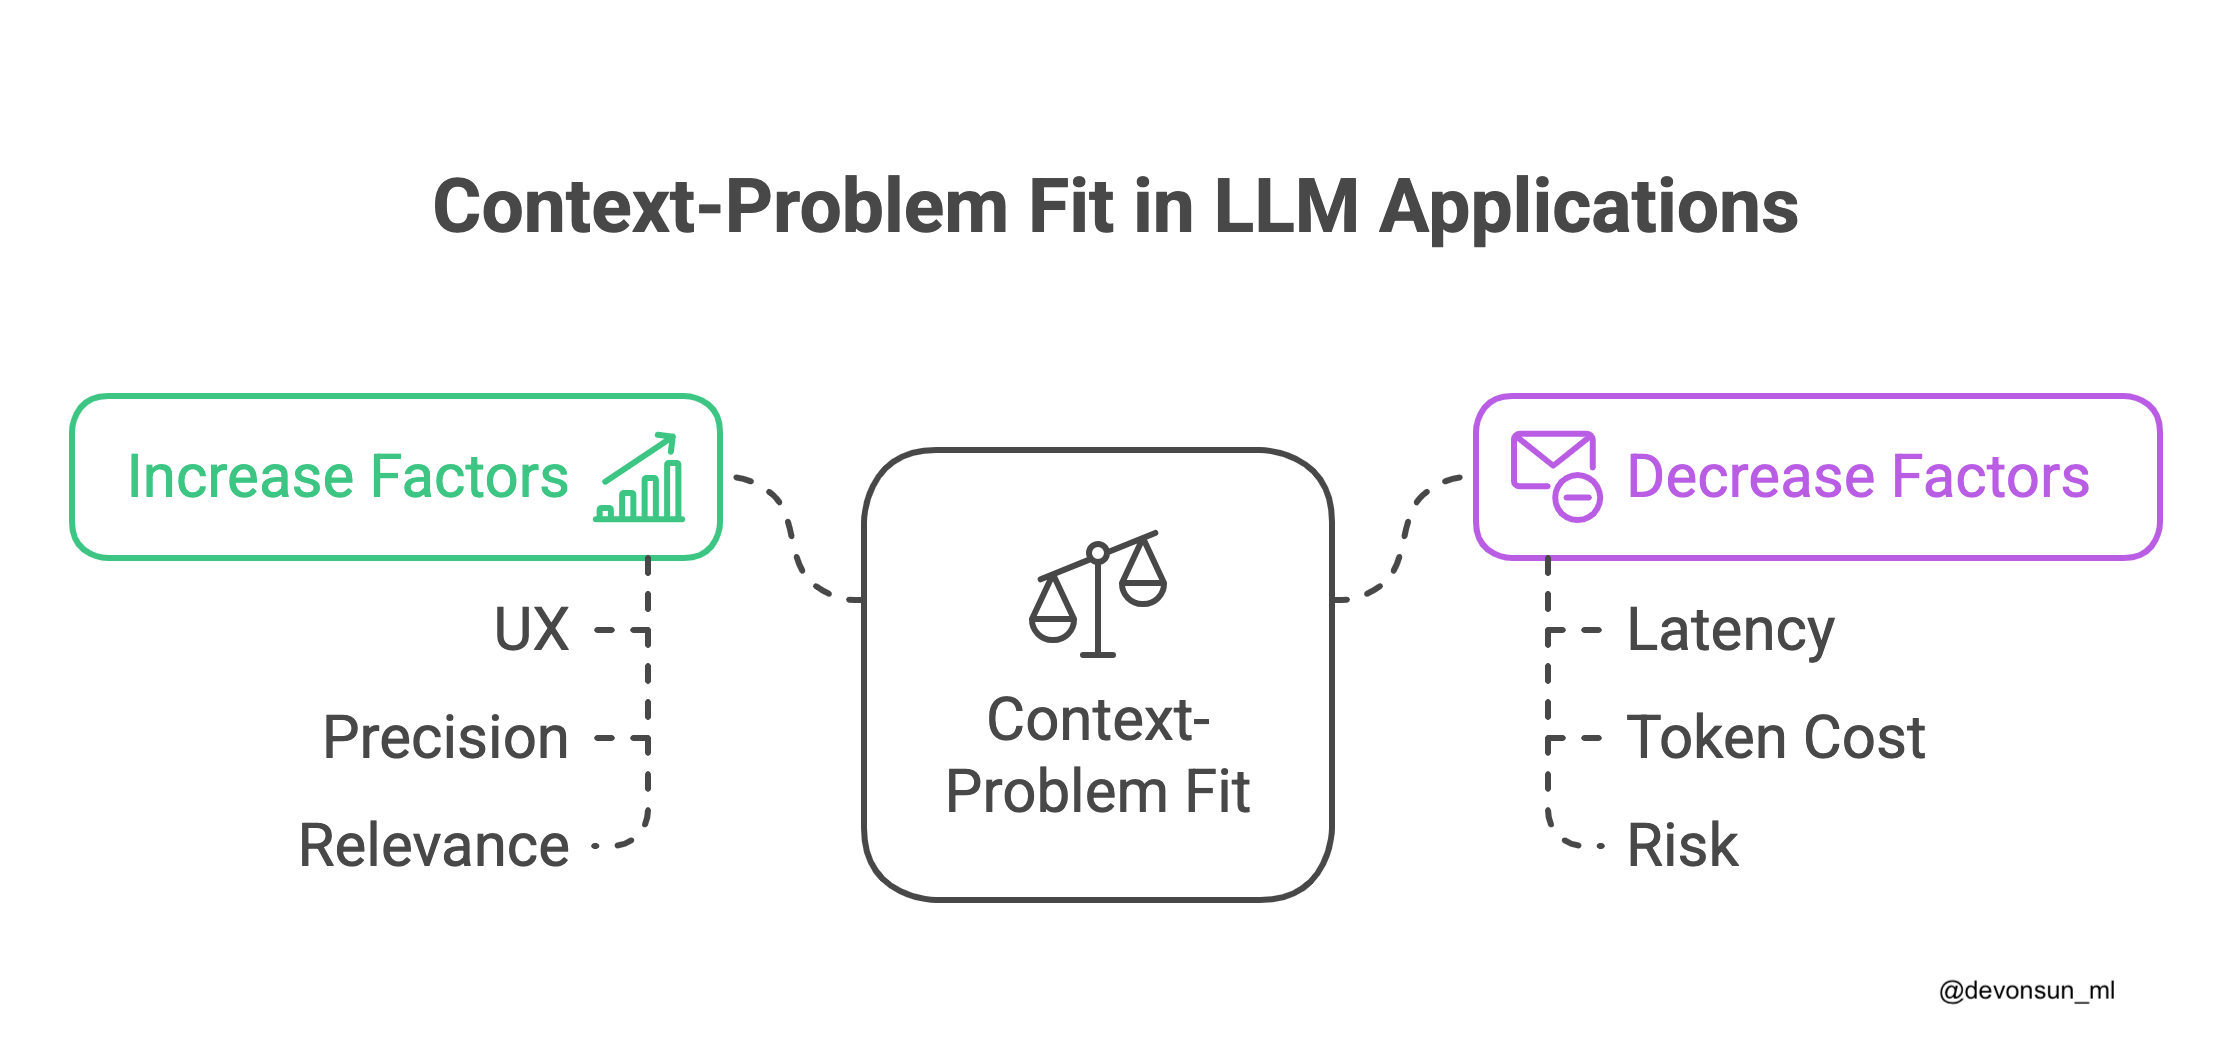 Context-Problem Fit in LLM Applications
Increase Factors
UX
Precision
Relevance
Context-
Problem Fit
Decrease Factors
Latency
Token Cost
Risk
@devonsun_ml